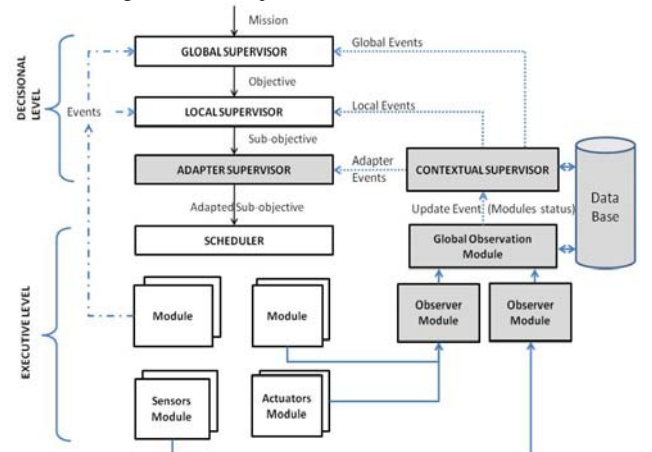 Mission
GLOBAL SUPERVISOR
Global Events
Objective
DECISIONAL
LEVEL
Events
LOCAL SUPERVISOR
Local Events
Sub-objective
ADAPTER SUPERVISOR
Adapter
Events
CONTEXTUAL SUPERVISOR
Data
Base
Adapted Sub-objective
Update Event (Modules status)
SCHEDULER
Global Observation
Module
EXECUTIVE LEVEL
Module
Module
Observer
Module
Observer
Module
Sensors
Module
Actuators
Module